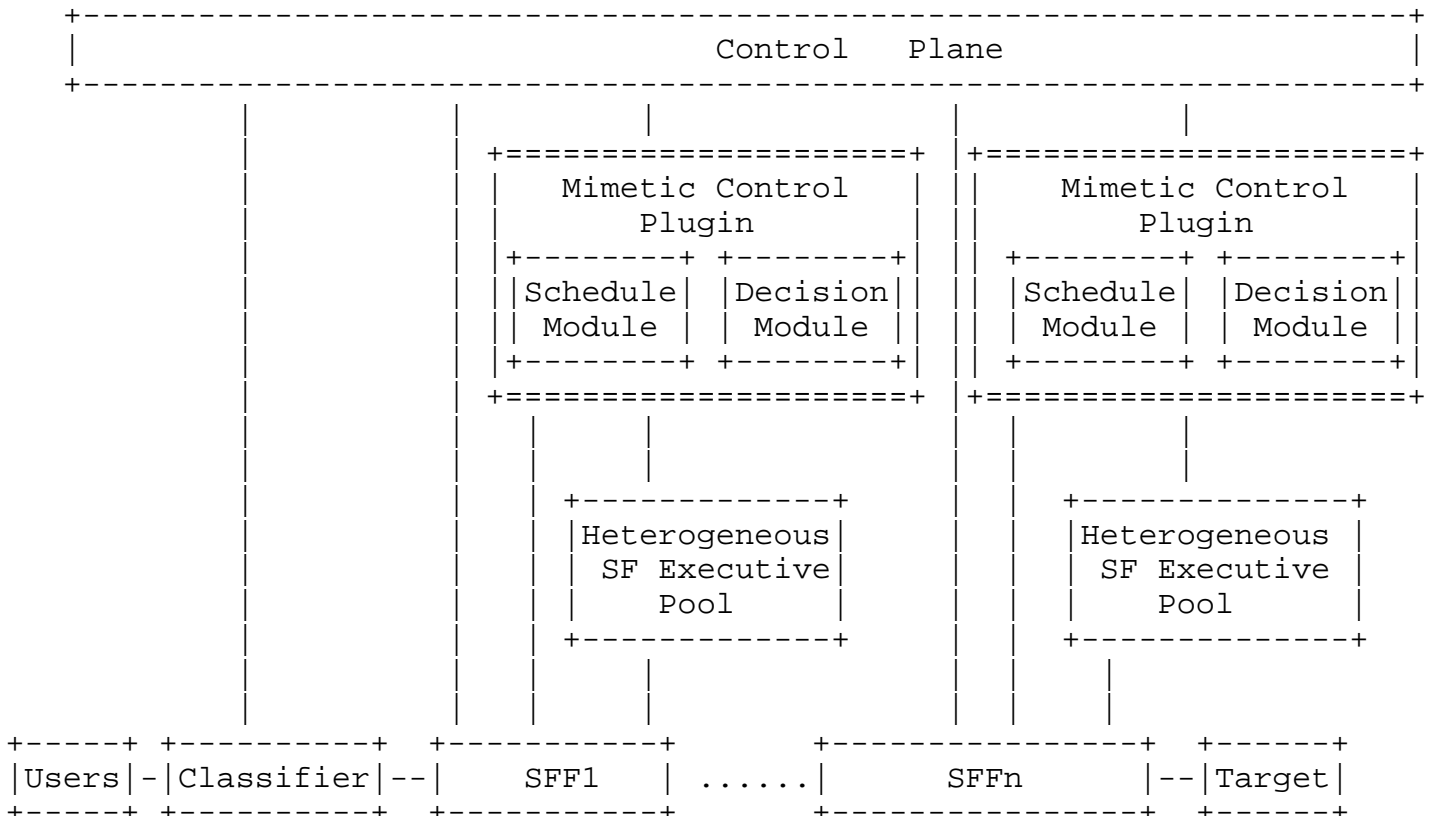 Control Plane
Mimetic Control Mimetic Control
Plugin Plugin
Schedule Decision Schedule Decision
Module Module Module Module
Heterogeneous Heterogeneous
SF Executive SF Executive
Pool Pool
Users Classifier SFF1 ...... SFFn Target